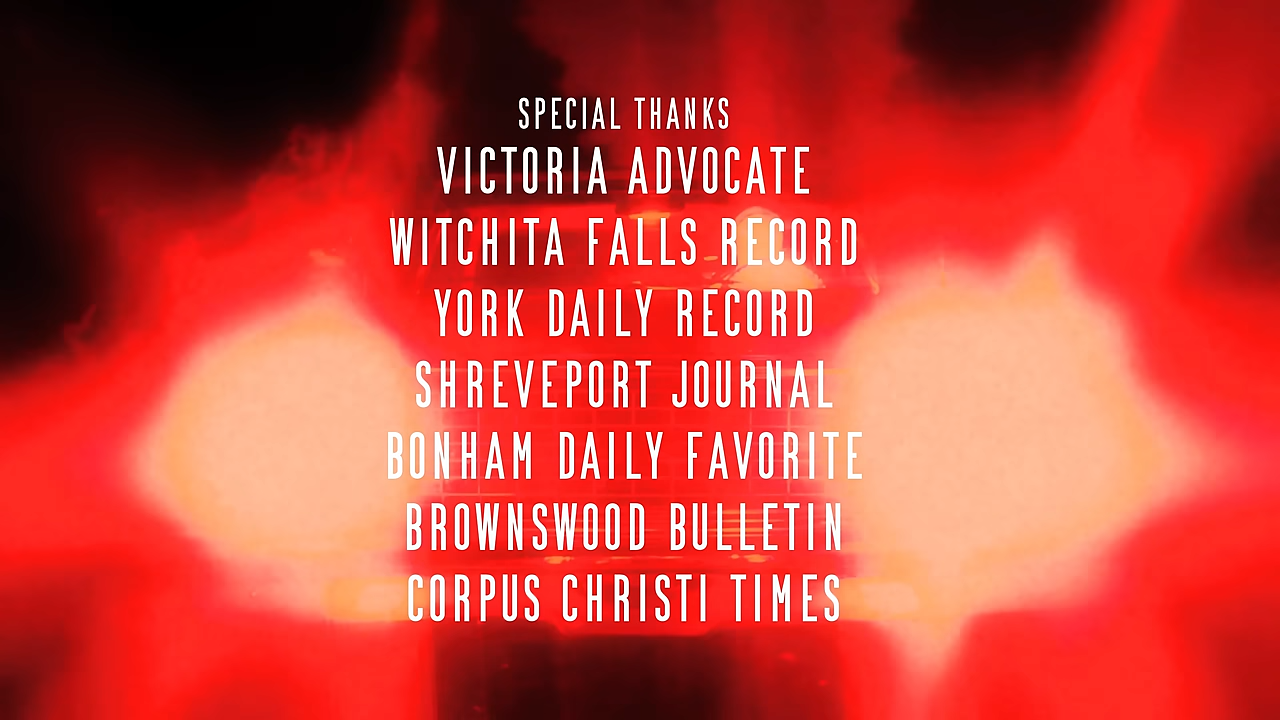 SPECIAL THANKS
VICTORIA ADVOCATE
WITCHITA FALLS RECORD
YORK DAILY RECORD
SHREVEPORT JOURNAL
BONHAM DAILY FAVORITE
BROWNSWOOD BULLETIN
CORPUS CHRISTI TIMES